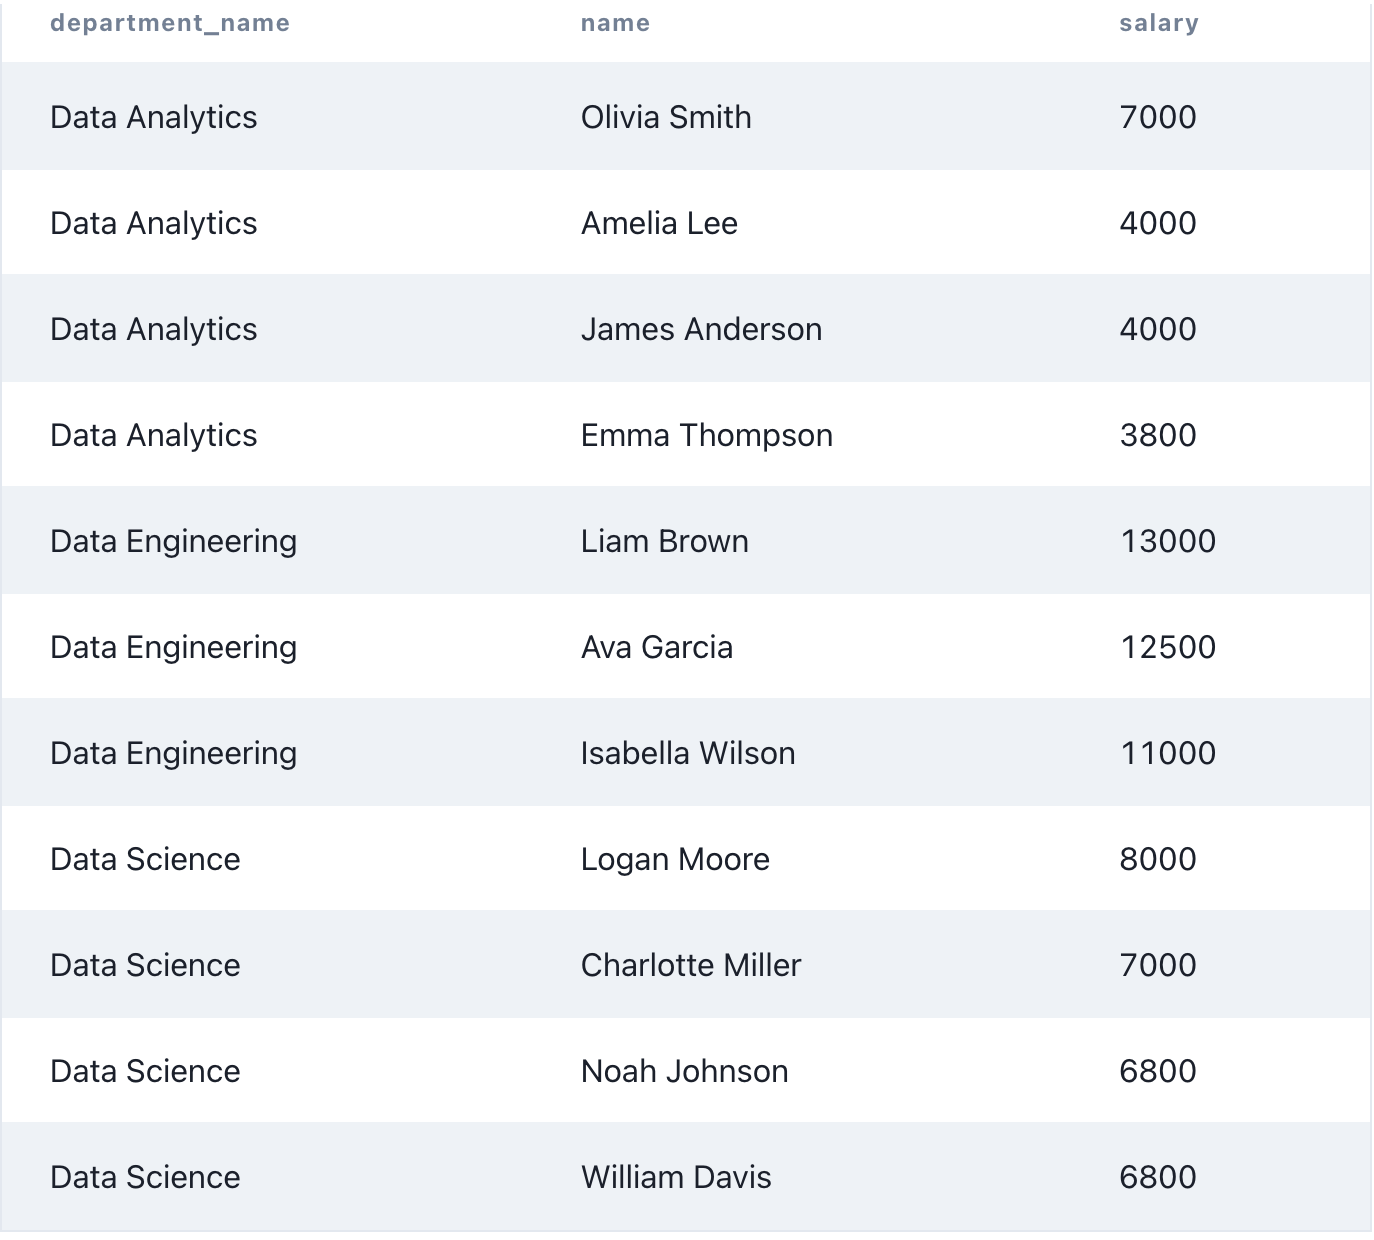 department_name name salary
Data Analytics Olivia Smith 7000
Data Analytics Amelia Lee 4000
Data Analytics James Anderson 4000
Data Analytics Emma Thompson 3800
Data Engineering Liam Brown 13000
Data Engineering Ava Garcia 12500
Data Engineering Isabella Wilson 11000
Data Science Logan Moore 8000
Data Science Charlotte Miller 7000
Data Science Noah Johnson 6800
Data Science William Davis 6800